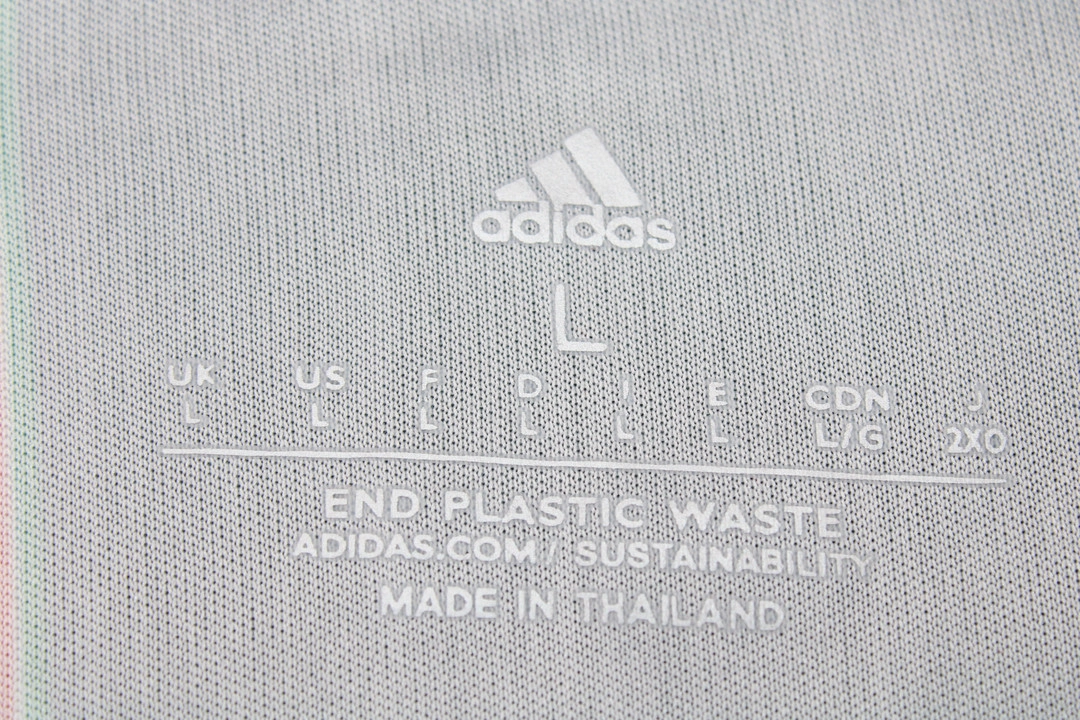 adidas
L
UK US F D I E CDN J
L L L L L L L/G 2XO
END PLASTIC WASTE
ADIDAS.COM/SUSTAINABILITY
MADE IN THAILAND